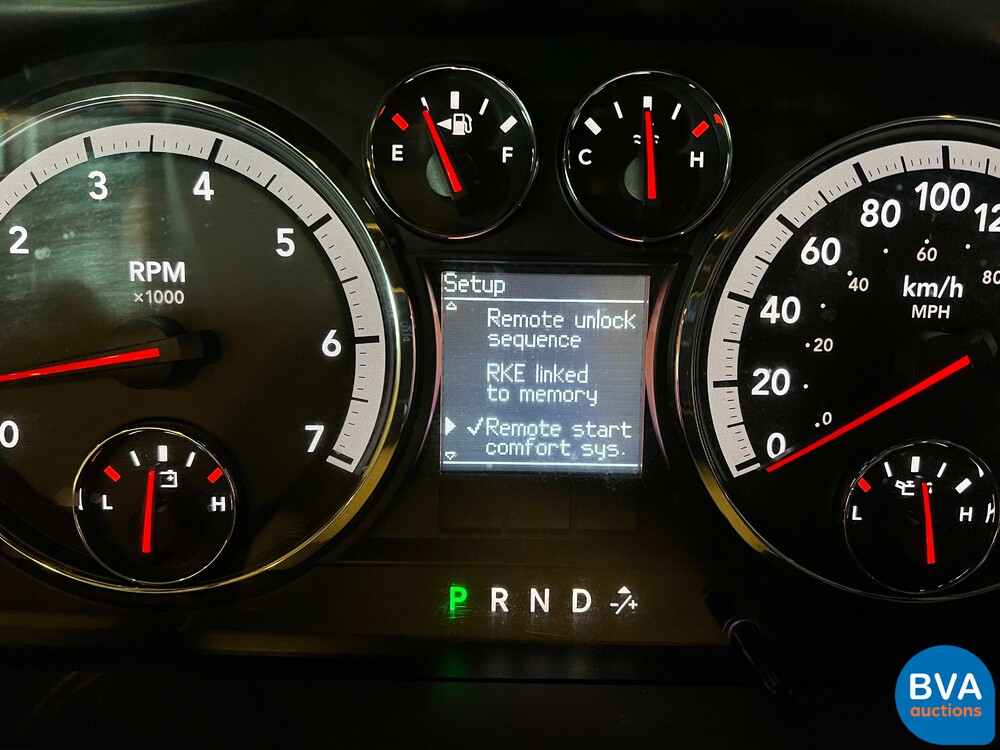 E F
C H
2 3 4 5 6 7
0
RPM
×1000
L H
Setup
Remote unlock
sequence
RKE linked
to memory
✓Remote start
comfort sys.
P R N D -/+
0 20 40 60 80 100
0 20 40 60 80
km/h
MPH
L H
BVA
auctions